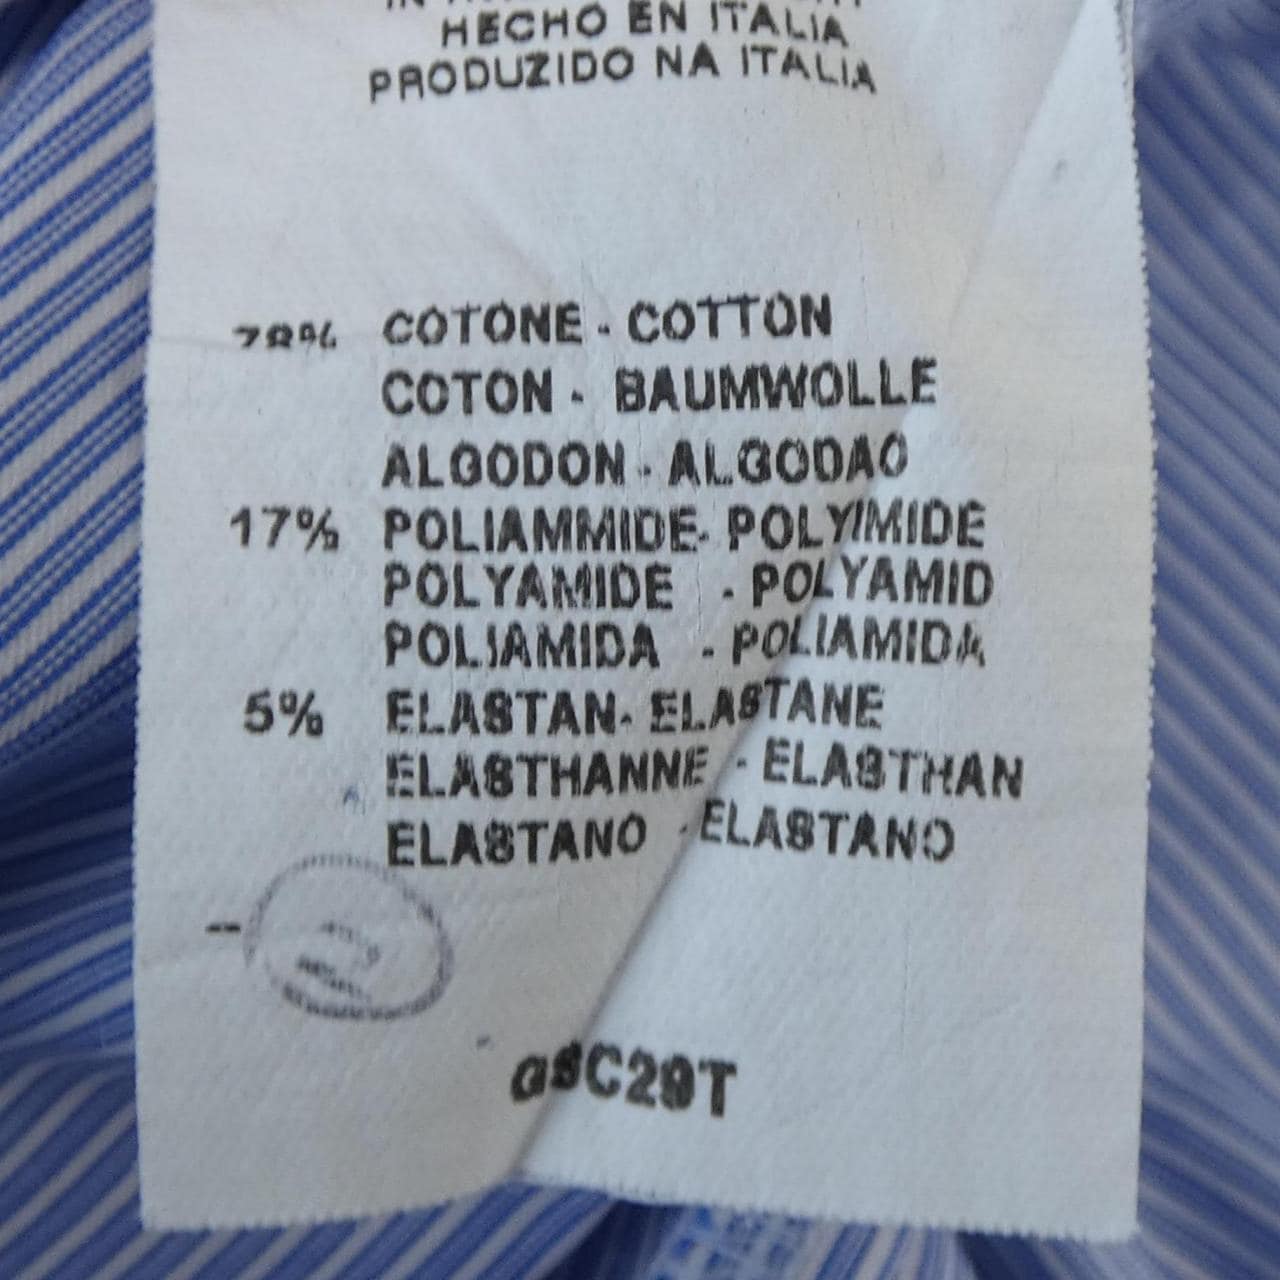 HECHO EN ITALIA
PRODUZIDO NA ITALIA
78% COTONE - COTTON
COTON - BAUMWOLLE
ALGODON - ALGODAO
17% POLIAMMIDE- POLYIMIDE
POLYAMIDE - POLYAMID
POLIAMIDA - POLIAMIDA
5% ELASTAN- ELASTANE
ELASTHANNE - ELASTHAN
ELASTANO - ELASTANO
--